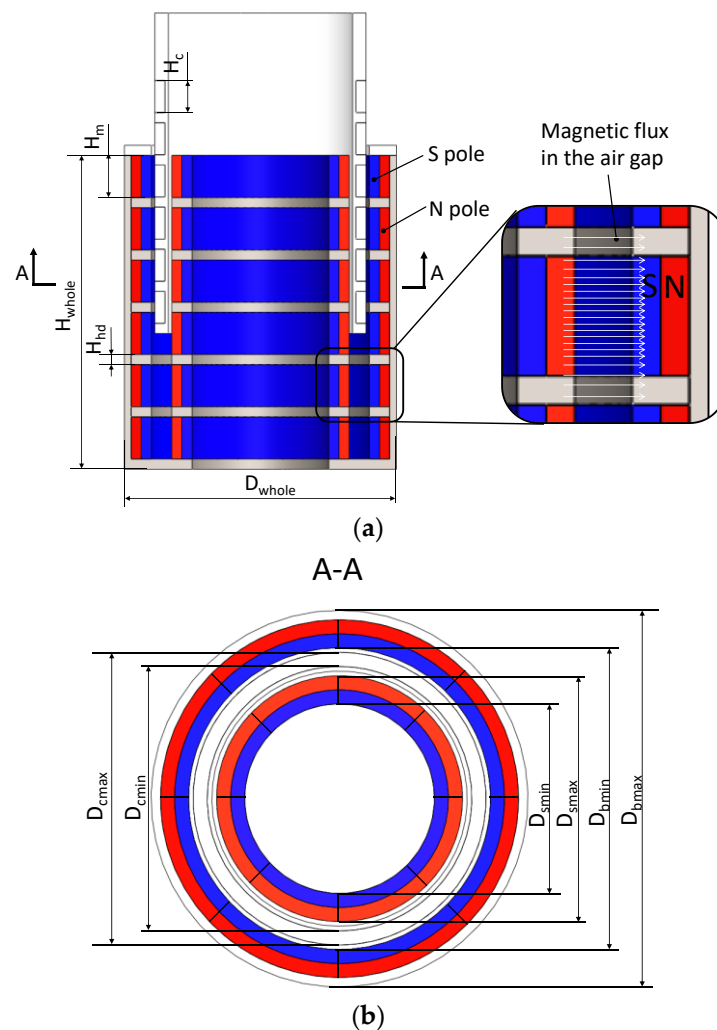 H_c
H_m
S pole
N pole
Magnetic flux
in the air gap
A
A
H_whole
S N
H_hd
D_whole
(a)
A-A
D_cmax
D_cmin
D_smin
D_smax
D_bmin
D_bmax
(b)